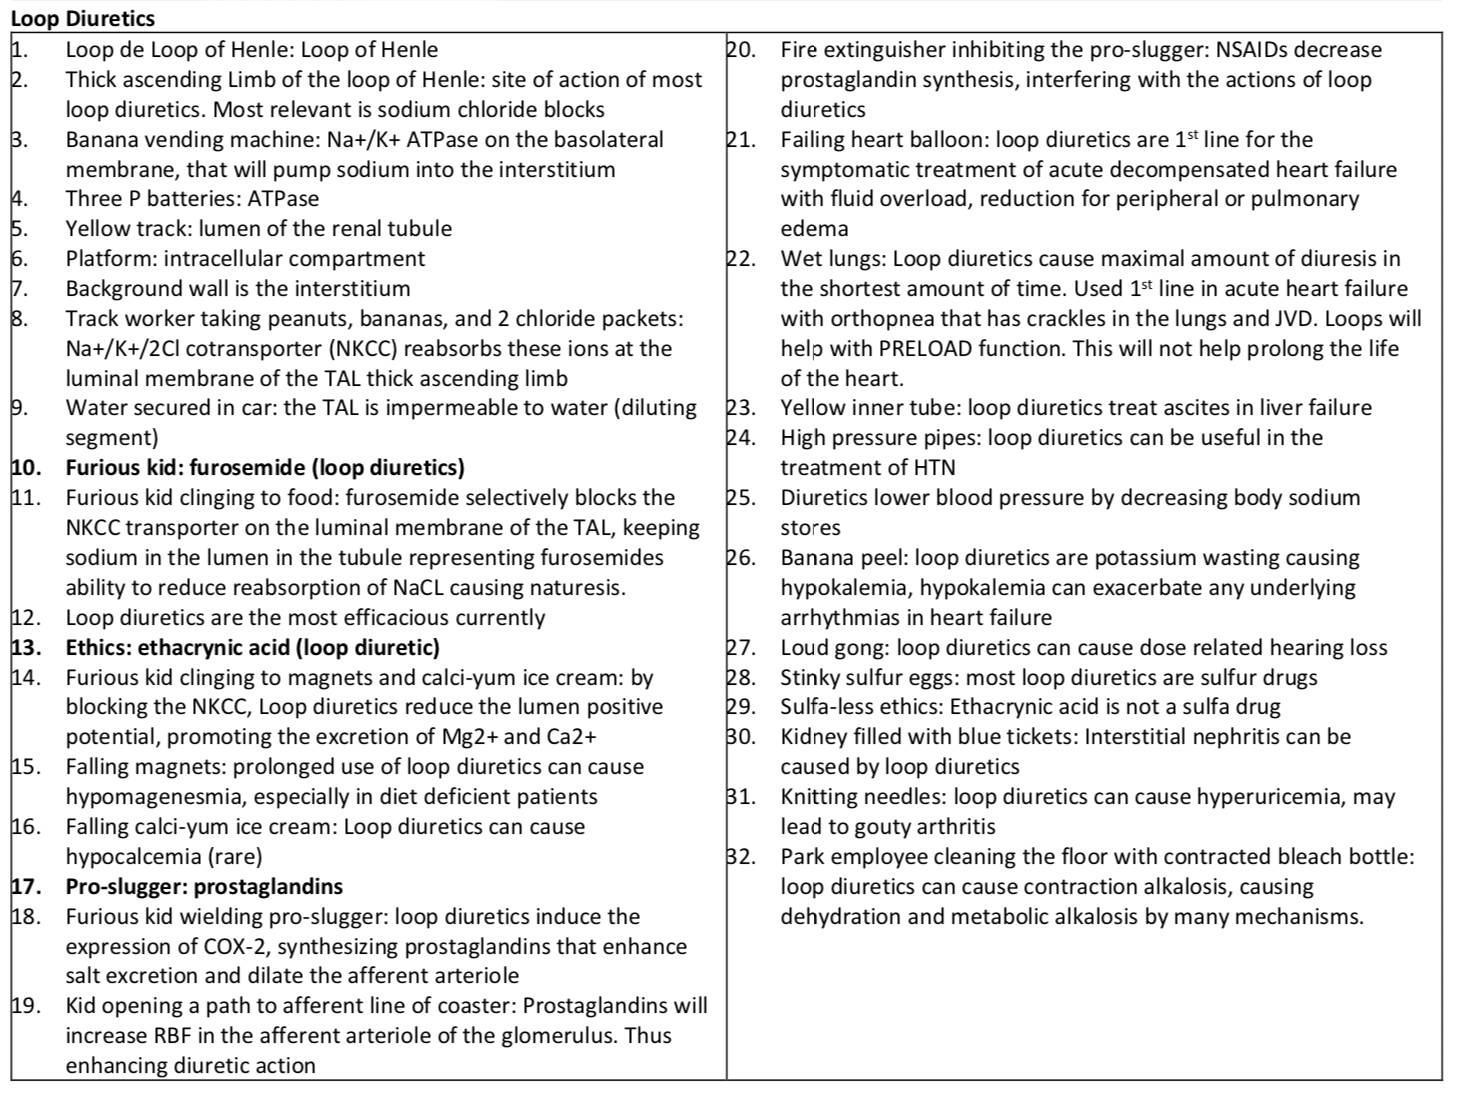 Loop Diuretics
1. Loop de Loop of Henle: Loop of Henle
2. Thick ascending Limb of the loop of Henle: site of action of most
loop diuretics. Most relevant is sodium chloride blocks
3. Banana vending machine: Na+/K+ ATPase on the basolateral
membrane, that will pump sodium into the interstitium
4. Three P batteries: ATPase
5. Yellow track: lumen of the renal tubule
6. Platform: intracellular compartment
7. Background wall is the interstitium
8. Track worker taking peanuts, bananas, and 2 chloride packets:
Na+/K+/2Cl cotransporter (NKCC) reabsorbs these ions at the
luminal membrane of the TAL thick ascending limb
9. Water secured in car: the TAL is impermeable to water (diluting
segment)
10. Furious kid: furosemide (loop diuretics)
11. Furious kid clinging to food: furosemide selectively blocks the
NKCC transporter on the luminal membrane of the TAL, keeping
sodium in the lumen in the tubule representing furosemides
ability to reduce reabsorption of NaCL causing naturesis.
12. Loop diuretics are the most efficacious currently
13. Ethics: ethacrynic acid (loop diuretic)
14. Furious kid clinging to magnets and calci-yum ice cream: by
blocking the NKCC, Loop diuretics reduce the lumen positive
potential, promoting the excretion of Mg2+ and Ca2+
15. Falling magnets: prolonged use of loop diuretics can cause
hypomagenesmia, especially in diet deficient patients
16. Falling calci-yum ice cream: Loop diuretics can cause
hypocalcemia (rare)
17. Pro-slugger: prostaglandins
18. Furious kid wielding pro-slugger: loop diuretics induce the
expression of COX-2, synthesizing prostaglandins that enhance
salt excretion and dilate the afferent arteriole
19. Kid opening a path to afferent line of coaster: Prostaglandins will
increase RBF in the afferent arteriole of the glomerulus. Thus
enhancing diuretic action
20. Fire extinguisher inhibiting the pro-slugger: NSAIDs decrease
prostaglandin synthesis, interfering with the actions of loop
diuretics
21. Failing heart balloon: loop diuretics are 1st line for the
symptomatic treatment of acute decompensated heart failure
with fluid overload, reduction for peripheral or pulmonary
edema
22. Wet lungs: Loop diuretics cause maximal amount of diuresis in
the shortest amount of time. Used 1st line in acute heart failure
with orthopnea that has crackles in the lungs and JVD. Loops will
help with PRELOAD function. This will not help prolong the life
of the heart.
23. Yellow inner tube: loop diuretics treat ascites in liver failure
24. High pressure pipes: loop diuretics can be useful in the
treatment of HTN
25. Diuretics lower blood pressure by decreasing body sodium
stores
26. Banana peel: loop diuretics are potassium wasting causing
hypokalemia, hypokalemia can exacerbate any underlying
arrhythmias in heart failure
27. Loud gong: loop diuretics can cause dose related hearing loss
28. Stinky sulfur eggs: most loop diuretics are sulfur drugs
29. Sulfa-less ethics: Ethacrynic acid is not a sulfa drug
30. Kidney filled with blue tickets: Interstitial nephritis can be
caused by loop diuretics
31. Knitting needles: loop diuretics can cause hyperuricemia, may
lead to gouty arthritis
32. Park employee cleaning the floor with contracted bleach bottle:
loop diuretics can cause contraction alkalosis, causing
dehydration and metabolic alkalosis by many mechanisms.